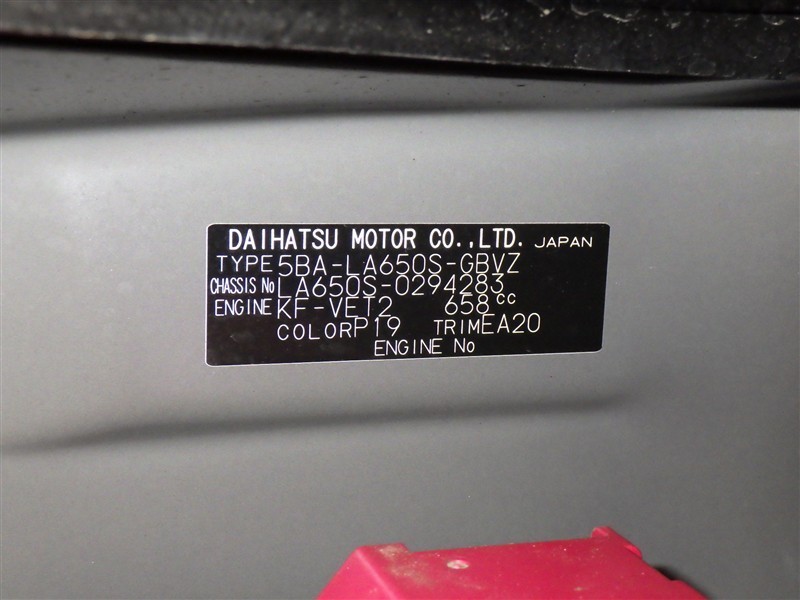 DAIHATSU MOTOR CO.,LTD. JAPAN
TYPE 5BA-LA650S-GBVZ
CHASSIS No LA650S-0294283
ENGINE KF-VET2 658cc
COLOR P19 TRIM EA20
ENGINE No